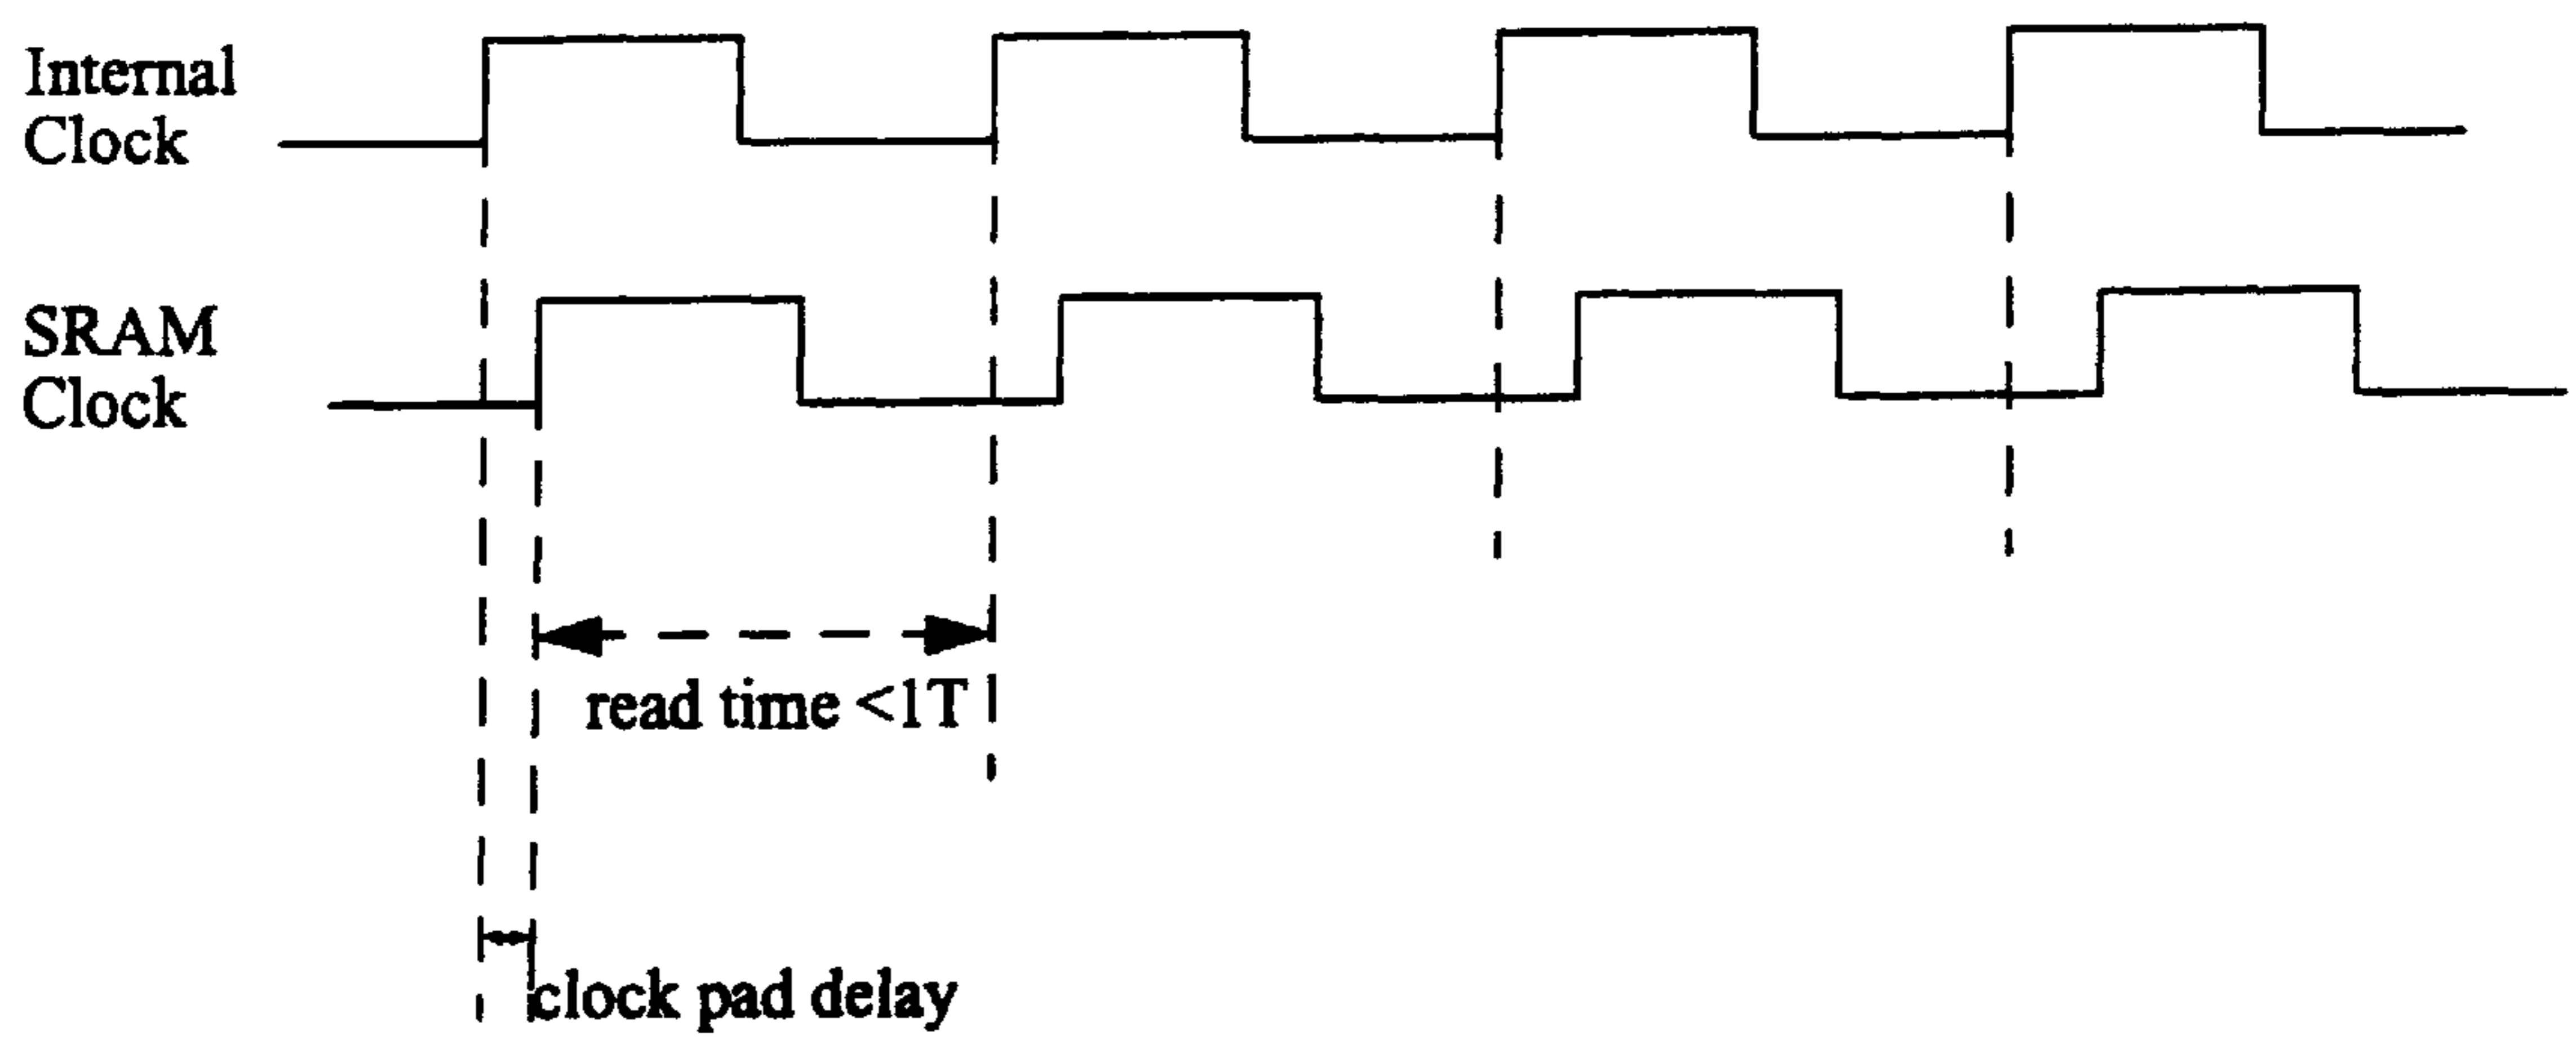 Internal
Clock
SRAM
Clock
read time <1T
clock pad delay